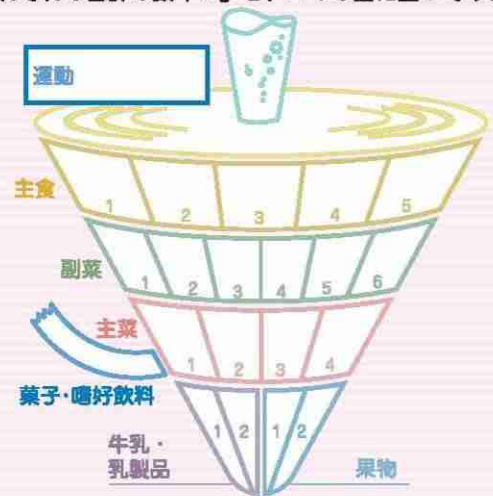 運動
主食
1 2 3 4 5
副菜
1 2 3 4 5 6
主菜
1 2 3 4
菓子・嗜好飲料
1 2 1 2
牛乳・
乳製品
果物